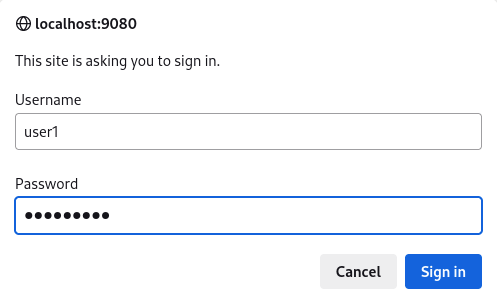 localhost:9080
This site is asking you to sign in.
Username
user1
Password
●●●●●●●●●
Cancel Sign in